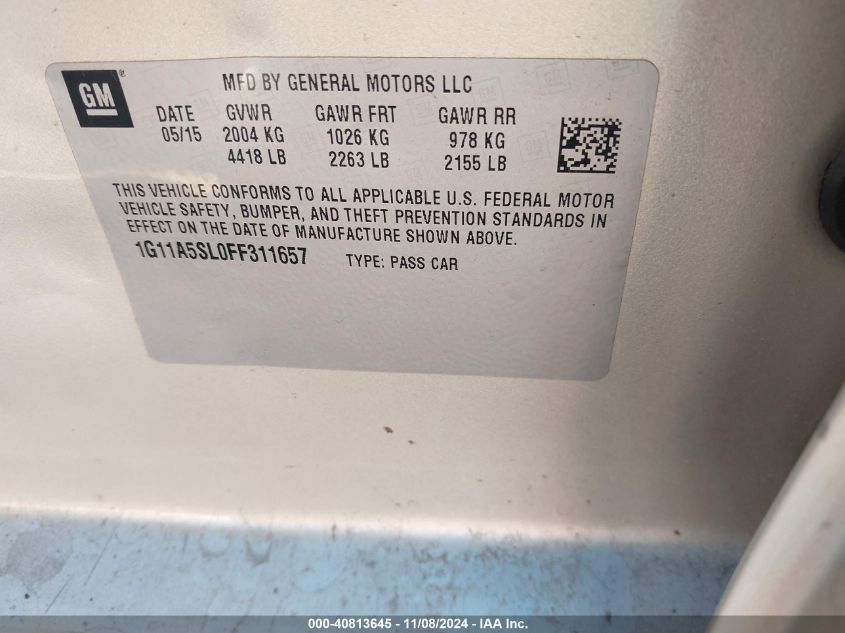 GM ®
MFD BY GENERAL MOTORS LLC
DATE GVWR GAWR FRT GAWR RR
05/15 2004 KG 1026 KG 978 KG
4418 LB 2263 LB 2155 LB
THIS VEHICLE CONFORMS TO ALL APPLICABLE U.S. FEDERAL MOTOR
VEHICLE SAFETY, BUMPER, AND THEFT PREVENTION STANDARDS IN
EFFECT ON THE DATE OF MANUFACTURE SHOWN ABOVE.
1G11A5SL0FF311657 TYPE: PASS CAR
000-40813645 - 11/08/2024 - IAA Inc.